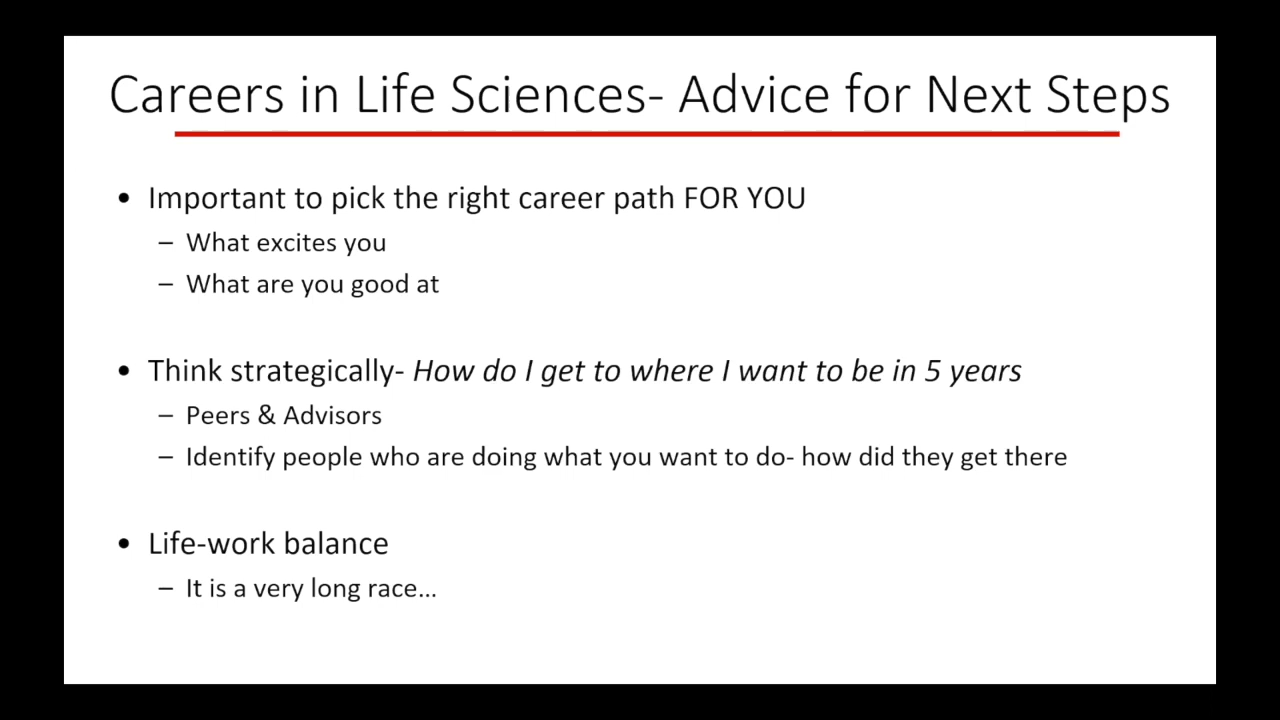 Careers in Life Sciences- Advice for Next Steps
• Important to pick the right career path FOR YOU
– What excites you
– What are you good at
• Think strategically- How do I get to where I want to be in 5 years
– Peers & Advisors
– Identify people who are doing what you want to do- how did they get there
• Life-work balance
– It is a very long race...